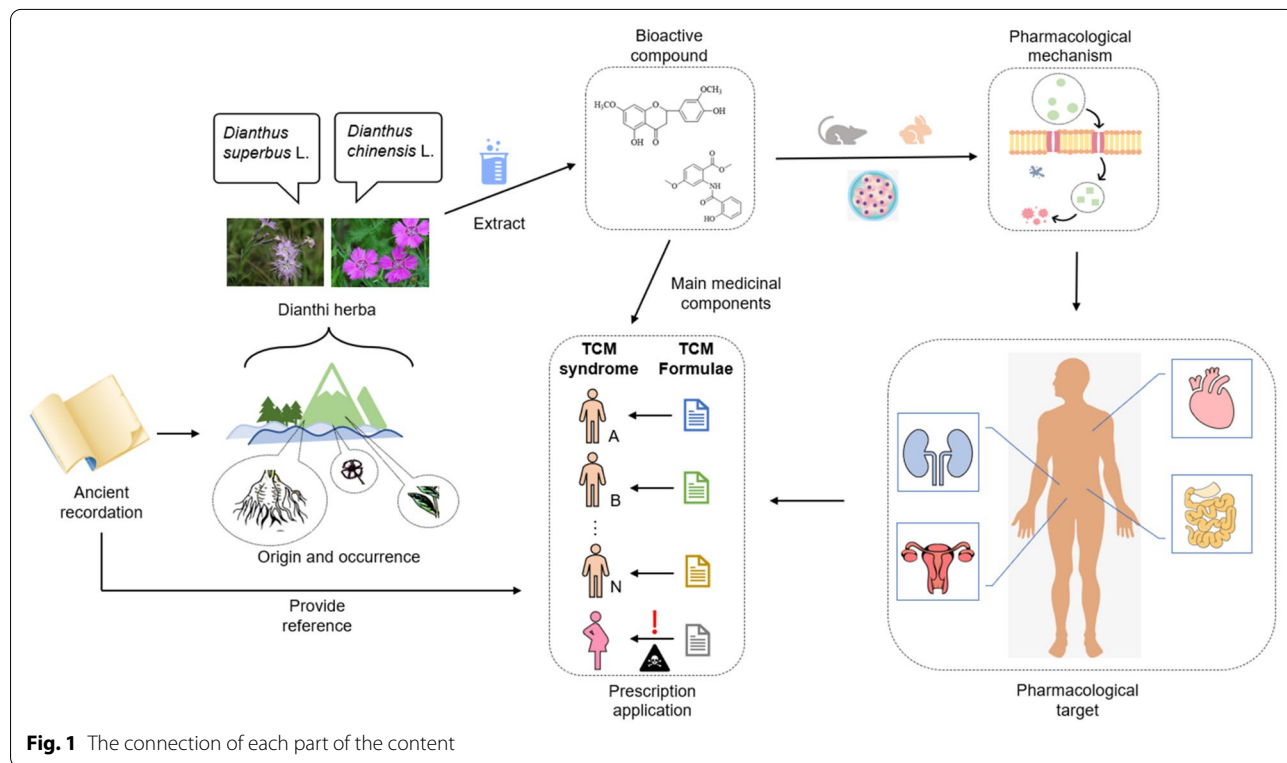 Bioactive
compound
Pharmacological
mechanism
Dianthus
superbus L.
Dianthus
chinensis L.
H₃CO
O
OCH₃
OH
OH
O
O
O
O
NH
O
HO
Extract
Dianthi herba
Main medicinal
components
TCM
syndrome
TCM
Formulae
A
B
⋮
N
!
Ancient
recordation
Origin and occurrence
Provide
reference
Prescription
application
Pharmacological
target
Fig. 1 The connection of each part of the content